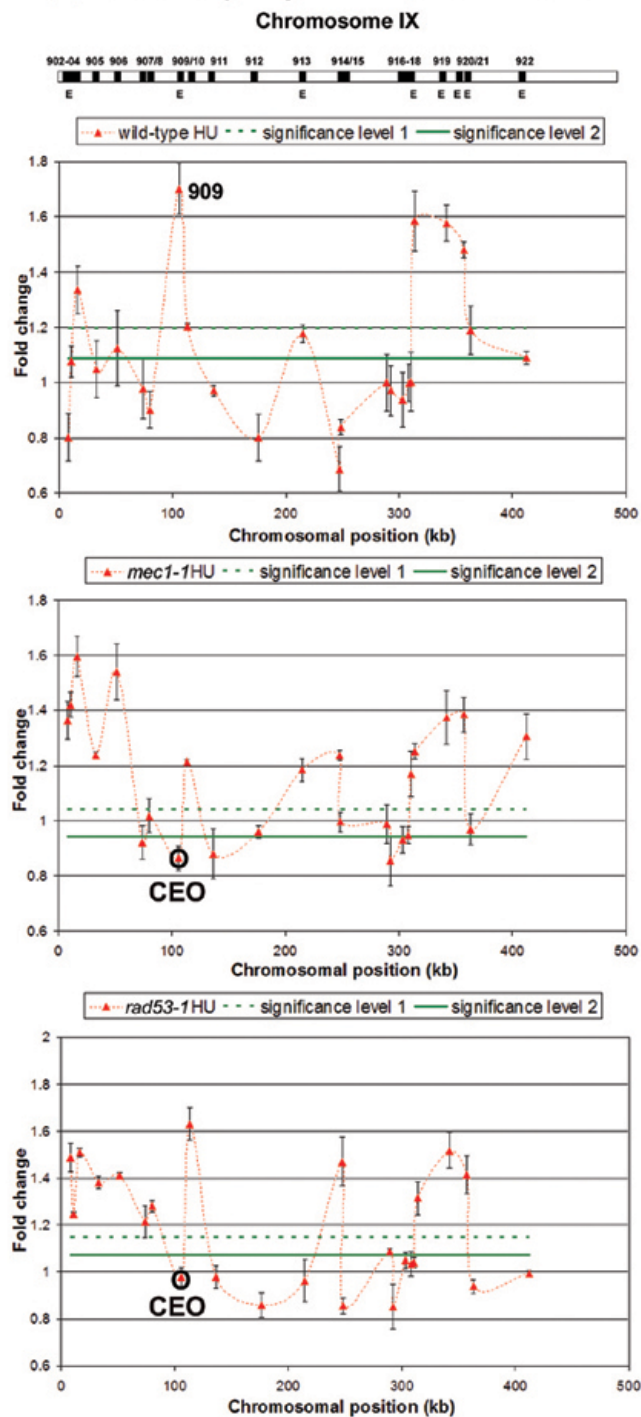 Chromosome IX
902-04 905 906 907/8 909/10 911 912 913 914/15 916-18 919 920/21 922
E E E E E E E E
wild-type HU significance level 1 significance level 2
1.8
1.6
1.4
1.2
1
0.8
0.6
Fold change
909
0 100 200 300 400 500
Chromosomal position (kb)
mec1-1HU significance level 1 significance level 2
1.8
1.6
1.4
1.2
1
0.8
0.6
Fold change
O
CEO
0 100 200 300 400 500
Chromosomal position (kb)
rad53-1HU significance level 1 significance level 2
2
1.8
1.6
1.4
1.2
1
0.8
0.6
Fold change
O
CEO
0 100 200 300 400 500
Chromosomal position (kb)